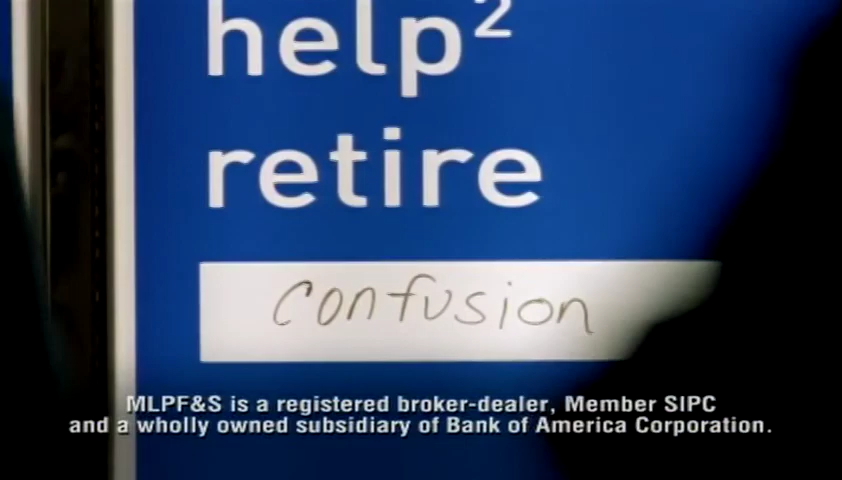 help²
retire
confusion
MLPF&S is a registered broker-dealer, Member SIPC
and a wholly owned subsidiary of Bank of America Corporation.